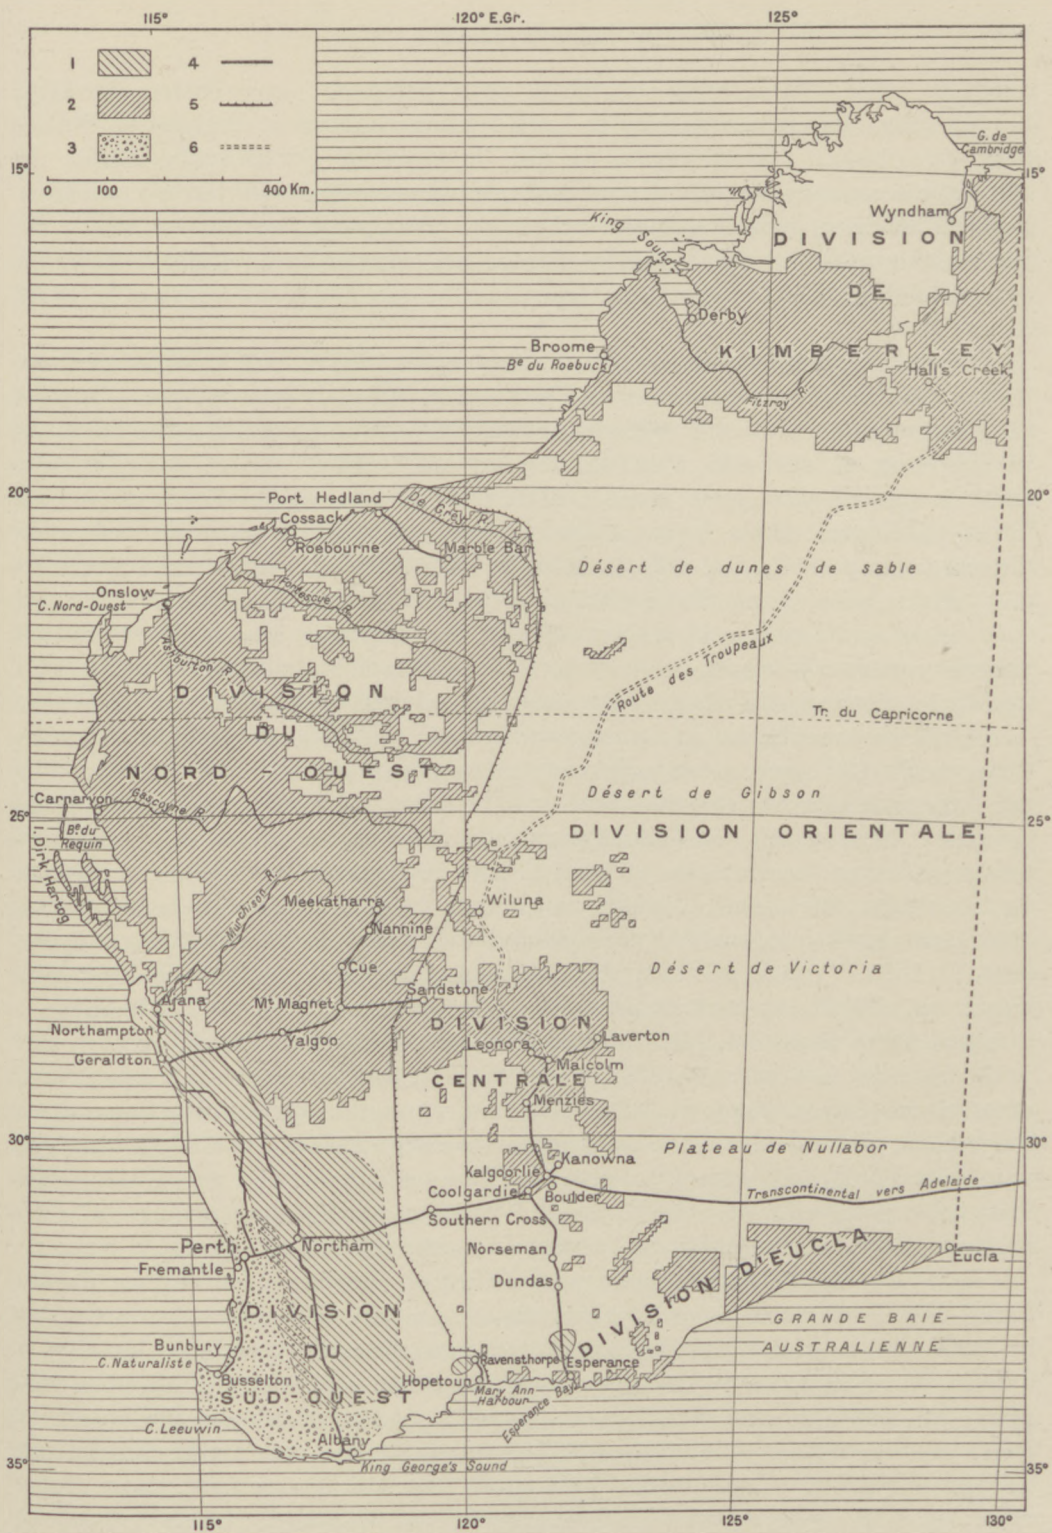 115°
120° E.Gr.
125°
1
4
2
5
3
6
0 100 400 Km.
15°
G. de
Cambridge
15°
Wyndham
King Sound
DIVISION
DE
Derby
KIMBERLEY
Broome
Be du Roebuck
Hall's Creek
Fitzroy R.
20°
20°
Port Hedland
De Grey R.
Cossack
Roebourne
Marble Bar
Désert de dunes de sable
Onslow
C. Nord-Ouest
Fortescue R.
Ashburton R.
Route des Troupeaux
DIVISION
Tr. du Capricorne
DU
NORD-OUEST
Carnarvon
Gascoyne R.
Désert de Gibson
25°
25°
DIVISION ORIENTALE
Be du
Requin
I. Dirk Hartog
Murchison R.
Meekatharra
Wiluna
Nannine
Cue
Désert de Victoria
Sandstone
Ajana
Mt Magnet
DIVISION
Northampton
Yalgoo
Leonora
Laverton
Geraldton
Malcolm
CENTRALE
Menzies
30°
30°
Plateau de Nullabor
Kanowna
Kalgoorlie
Coolgardie
Boulder
Transcontinental vers Adelaide
Southern Cross
Perth
Northam
Norseman
Eucla
Fremantle
Dundas
DIVISION D'EUCLA
DIVISION
GRANDE BAIE
AUSTRALIENNE
Bunbury
DU
C. Naturaliste
Ravensthorpe
Esperance
Busselton
Hopetoun
SUD-OUEST
Mary Ann
Harbour
Esperance Bay
C. Leeuwin
Albany
King George's Sound
35°
35°
115°
120°
125°
130°